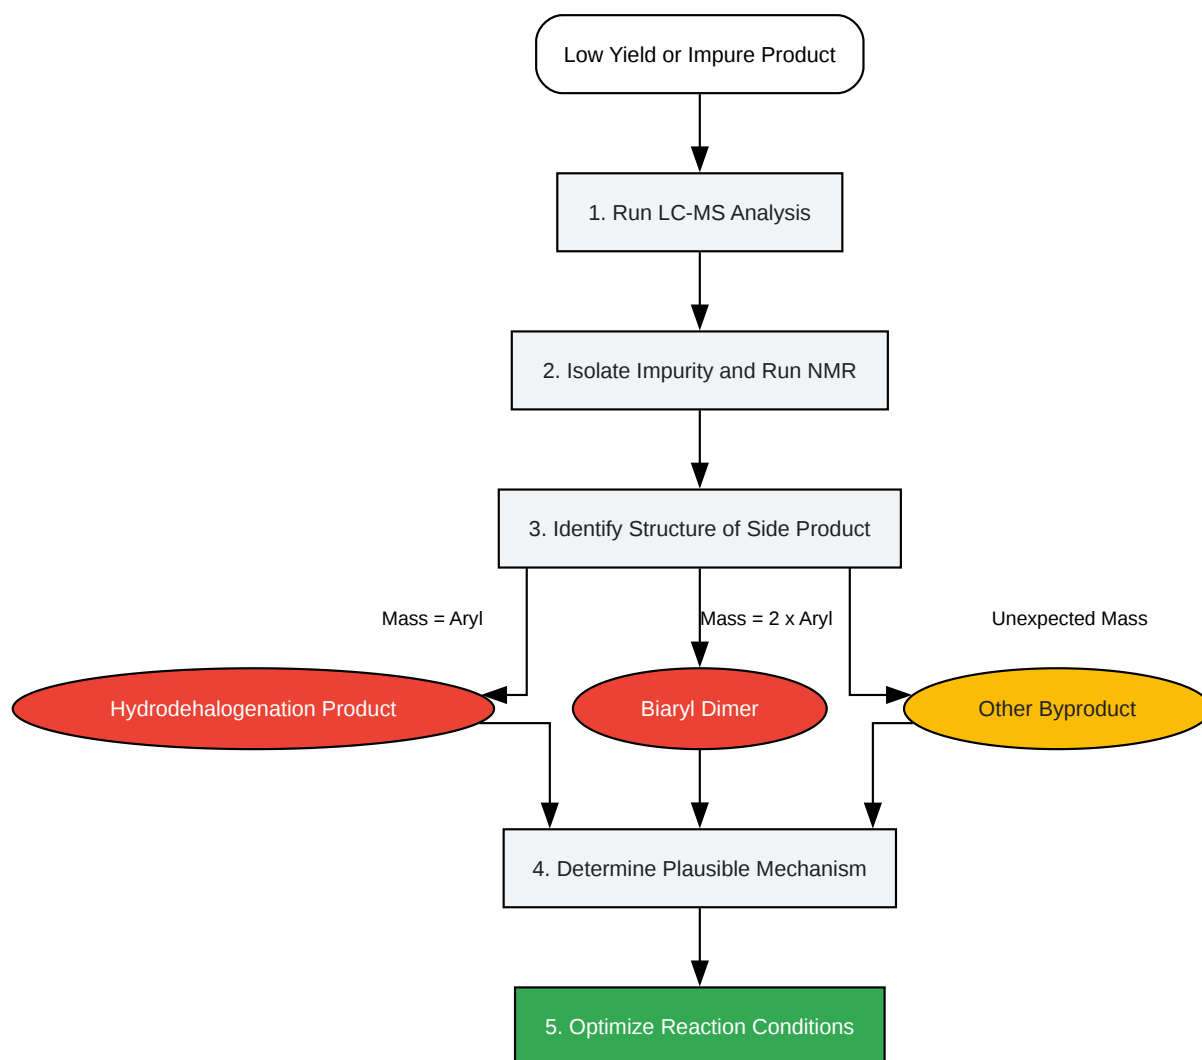 Low Yield or Impure Product
1. Run LC-MS Analysis
2. Isolate Impurity and Run NMR
3. Identify Structure of Side Product
Mass = Aryl
Mass = 2 x Aryl
Unexpected Mass
Hydrodehalogenation Product
Biaryl Dimer
Other Byproduct
4. Determine Plausible Mechanism
5. Optimize Reaction Conditions